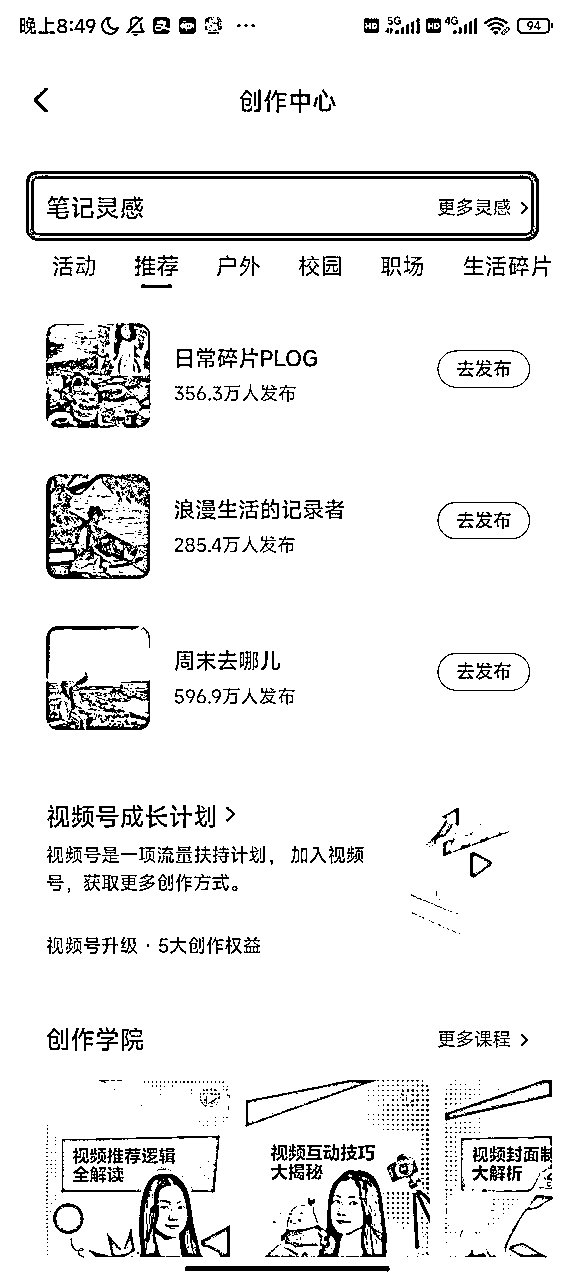 晚上8:49 HD 5G HD 4G 94
创作中心
笔记灵感 更多灵感
活动 推荐 户外 校园 职场 生活碎片
日常碎片PLOG
356.3万人发布
去发布
浪漫生活的记录者
285.4万人发布
去发布
周末去哪儿
596.9万人发布
去发布
视频号成长计划
视频号是一项流量扶持计划，加入视频
号，获取更多创作方式。
视频号升级 · 5大创作权益
创作学院 更多课程
视频推荐逻辑
全解读
视频互动技巧
大揭秘
视频封面制
大解析